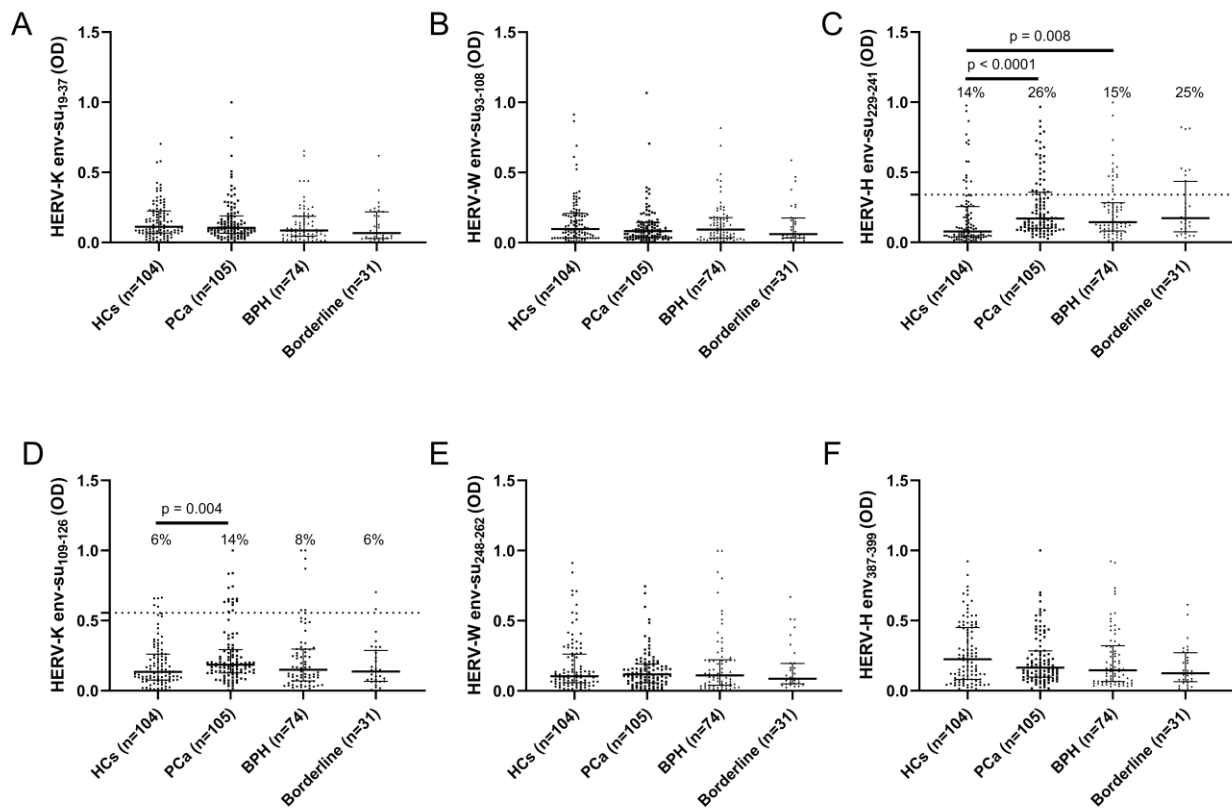 A
HERV-K env-su19-37 (OD)
1.5
1.0
0.5
0.0
HCs (n=104)
PCa (n=105)
BPH (n=74)
Borderline (n=31)
B
HERV-W env-su93-108 (OD)
1.5
1.0
0.5
0.0
HCs (n=104)
PCa (n=105)
BPH (n=74)
Borderline (n=31)
C
HERV-H env-su229-241 (OD)
1.5
1.0
0.5
0.0
p = 0.008
p < 0.0001
14% 26% 15% 25%
HCs (n=104)
PCa (n=105)
BPH (n=74)
Borderline (n=31)
D
HERV-K env-su109-126 (OD)
1.5
1.0
0.5
0.0
p = 0.004
6% 14% 8% 6%
HCs (n=104)
PCa (n=105)
BPH (n=74)
Borderline (n=31)
E
HERV-W env-su248-262 (OD)
1.5
1.0
0.5
0.0
HCs (n=104)
PCa (n=105)
BPH (n=74)
Borderline (n=31)
F
HERV-H env387-399 (OD)
1.5
1.0
0.5
0.0
HCs (n=104)
PCa (n=105)
BPH (n=74)
Borderline (n=31)